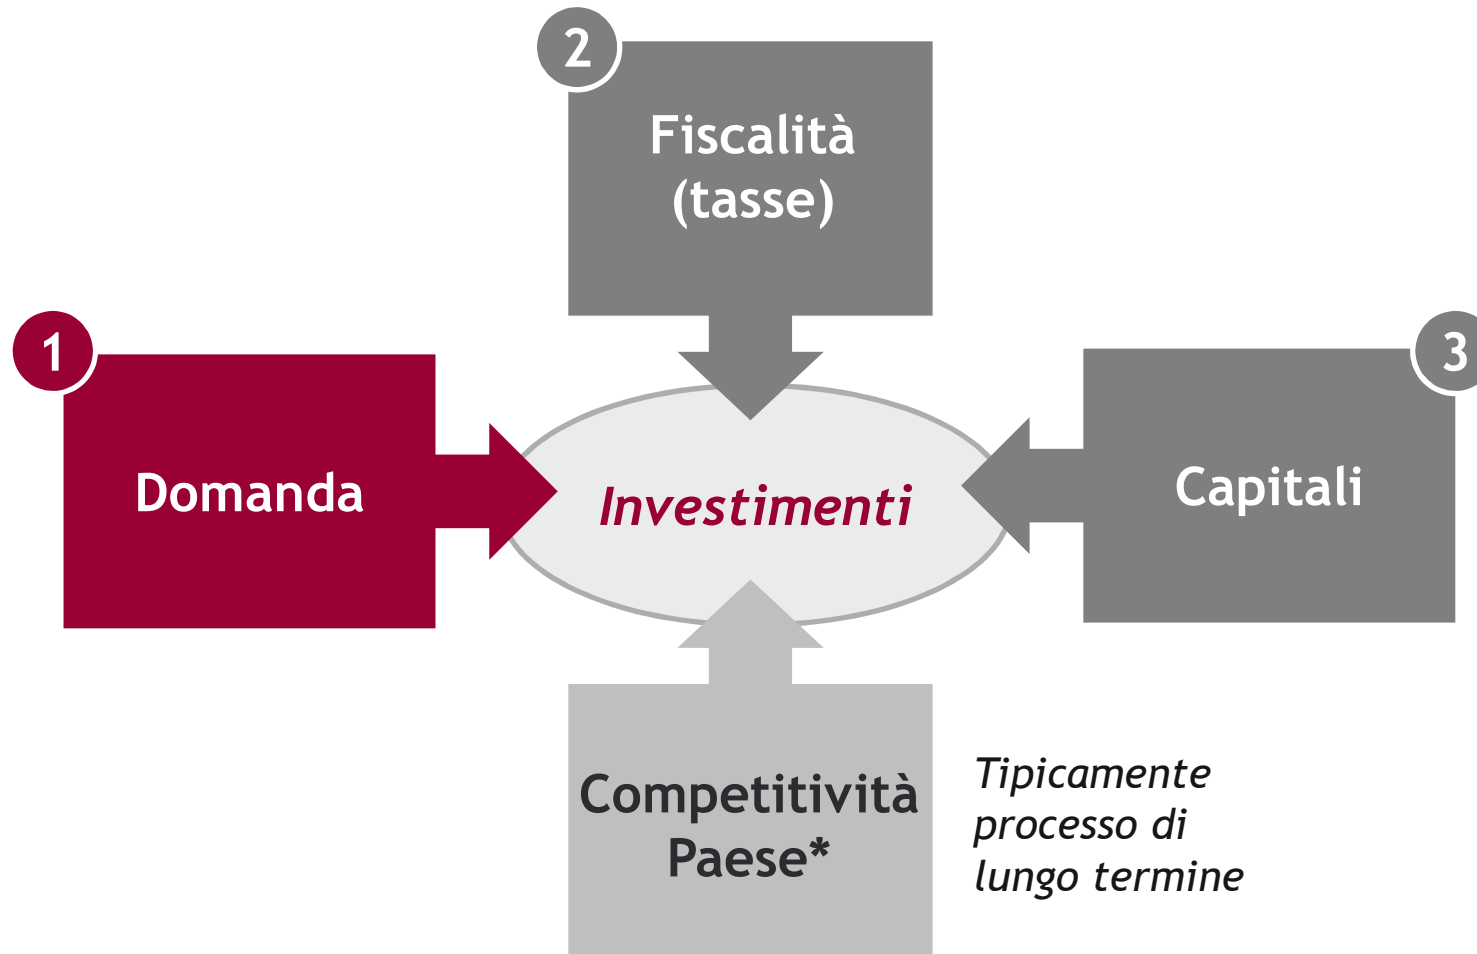 2
Fiscalità
(tasse)
1
Domanda
Investimenti
3
Capitali
Competitività
Paese*
Tipicamente
processo di
lungo termine